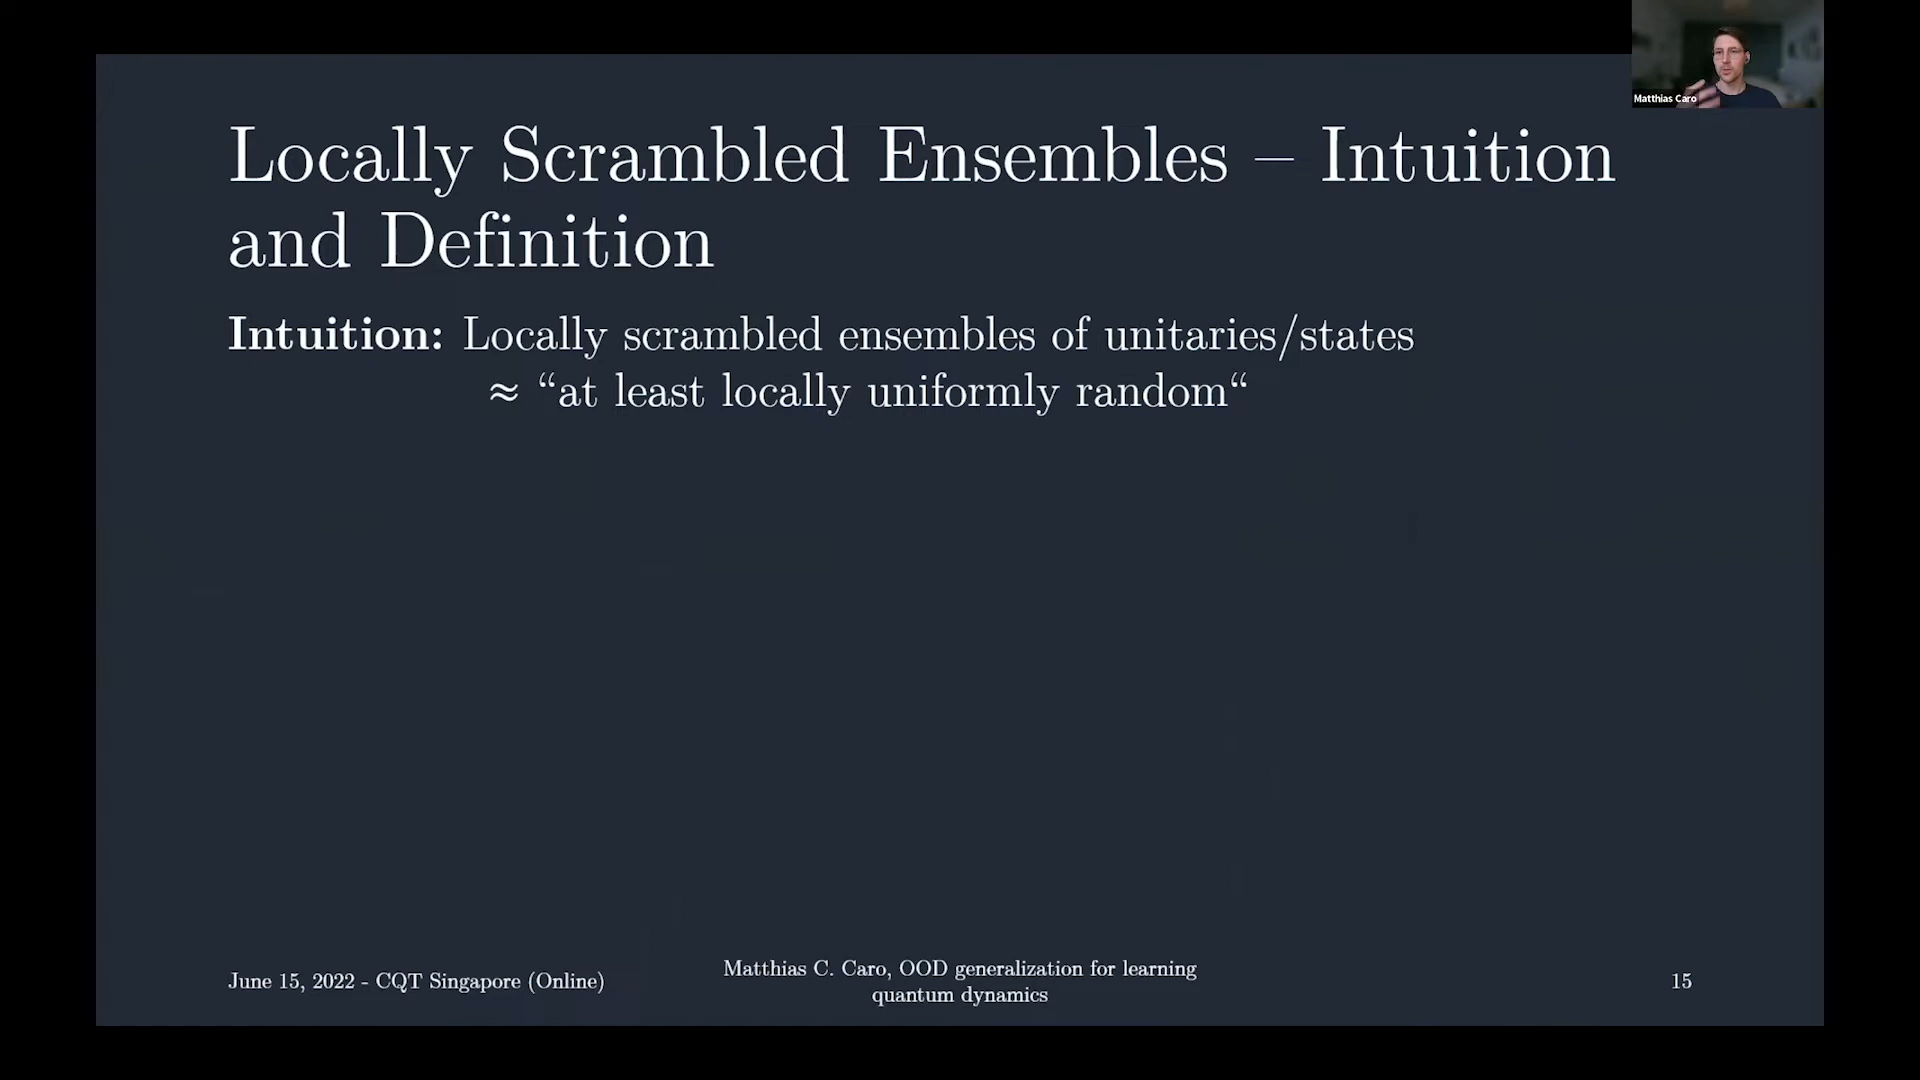 Matthias Caro
Locally Scrambled Ensembles – Intuition
and Definition
Intuition: Locally scrambled ensembles of unitaries/states
≈ “at least locally uniformly random“
June 15, 2022 - CQT Singapore (Online)
Matthias C. Caro, OOD generalization for learning
quantum dynamics
15